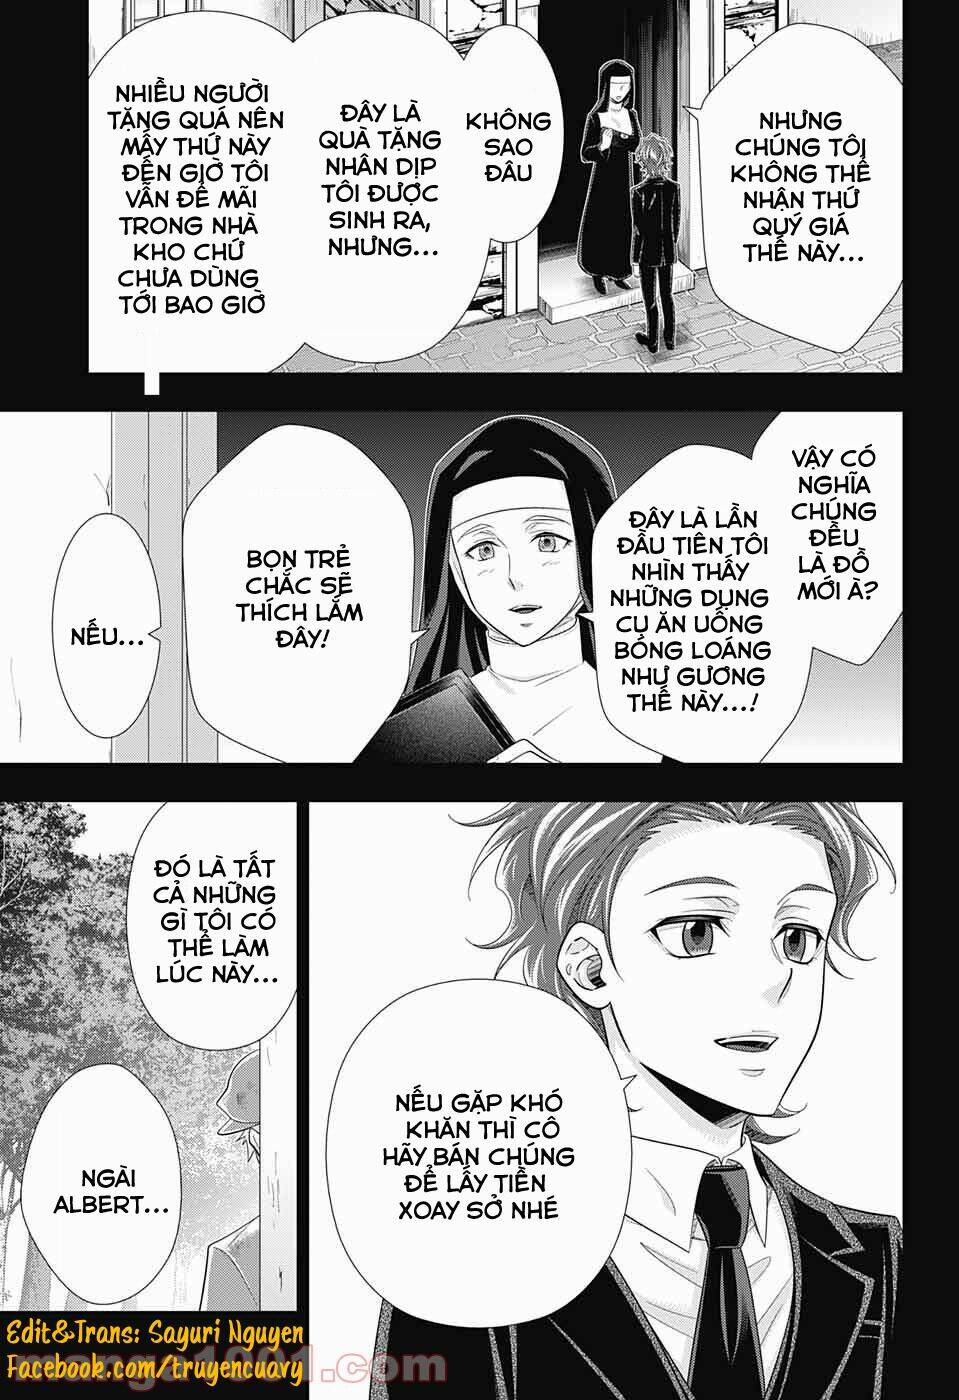 NHƯNG
CHÚNG TÔI
KHÔNG THỂ
NHẬN THỨ
QUÝ GIÁ
THẾ NÀY...
KHÔNG
SAO
ĐÂU
ĐÂY LÀ
QUÀ TẶNG
NHÂN DỊP
TÔI ĐƯỢC
SINH RA,
NHƯNG...
NHIỀU NGƯỜI
TẶNG QUÁ NÊN
MẤY THỨ NÀY
ĐẾN GIỜ TÔI
VẪN ĐỂ MÃI
TRONG NHÀ
KHO CHỨ
CHƯA DÙNG
TỚI BAO GIỜ
VẬY CÓ
NGHĨA
CHÚNG
ĐỀU
LÀ ĐỒ
MỚI À?
ĐÂY LÀ LẦN
ĐẦU TIÊN TÔI
NHÌN THẤY
NHỮNG DỤNG
CỤ ĂN UỐNG
BÓNG LOÁNG
NHƯ GƯƠNG
THẾ NÀY...!
BỌN TRẺ
CHẮC SẼ
THÍCH LẮM
ĐÂY!
NẾU...
NẾU GẶP KHÓ
KHĂN THÌ CÔ
HÃY BÁN CHÚNG
ĐỂ LẤY TIỀN
XOAY SỞ NHÉ
ĐÓ LÀ TẤT
CẢ NHỮNG
GÌ TÔI CÓ
THỂ LÀM
LÚC NÀY...
NGÀI
ALBERT...
Edit&Trans: Sayuri Nguyen
Facebook.com/truyencuavy
manga1001.com